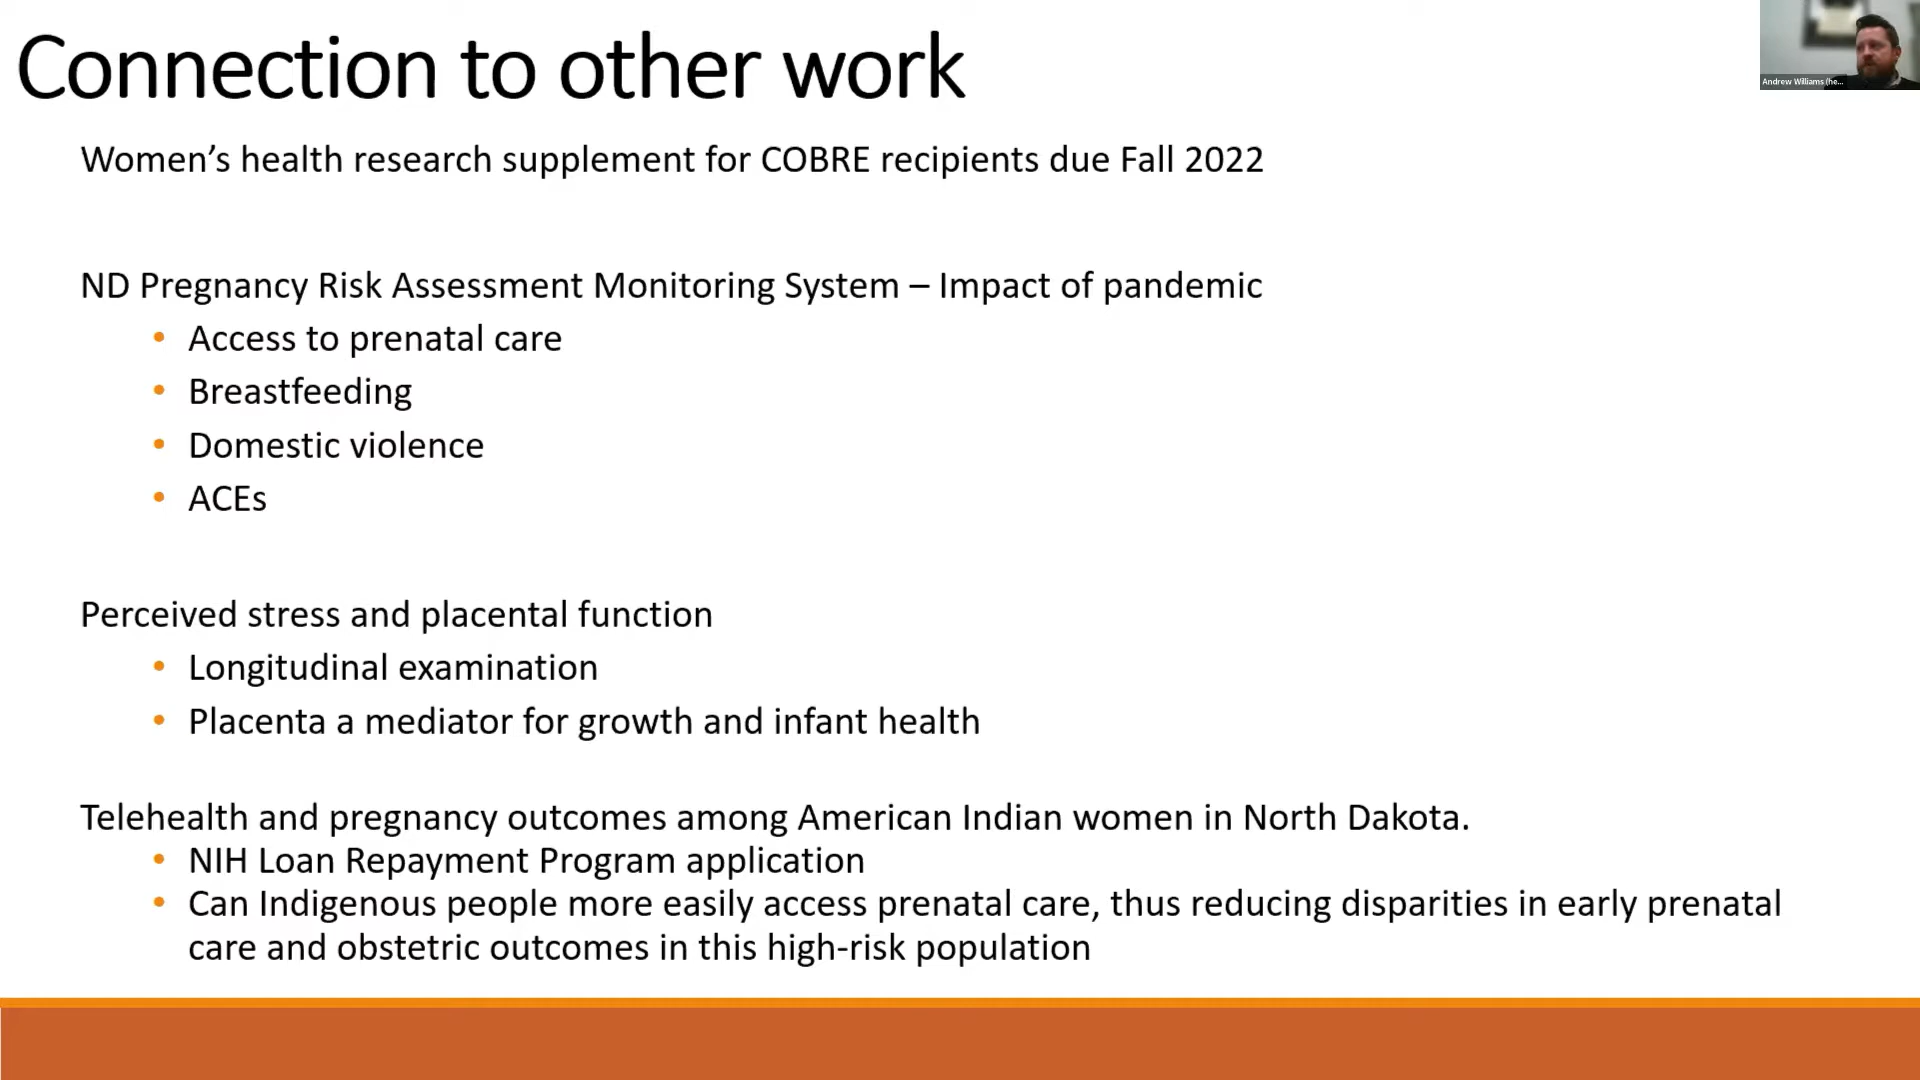 Connection to other work
Andrew Williams (he...
Women’s health research supplement for COBRE recipients due Fall 2022
ND Pregnancy Risk Assessment Monitoring System – Impact of pandemic
• Access to prenatal care
• Breastfeeding
• Domestic violence
• ACEs
Perceived stress and placental function
• Longitudinal examination
• Placenta a mediator for growth and infant health
Telehealth and pregnancy outcomes among American Indian women in North Dakota.
• NIH Loan Repayment Program application
• Can Indigenous people more easily access prenatal care, thus reducing disparities in early prenatal
care and obstetric outcomes in this high-risk population